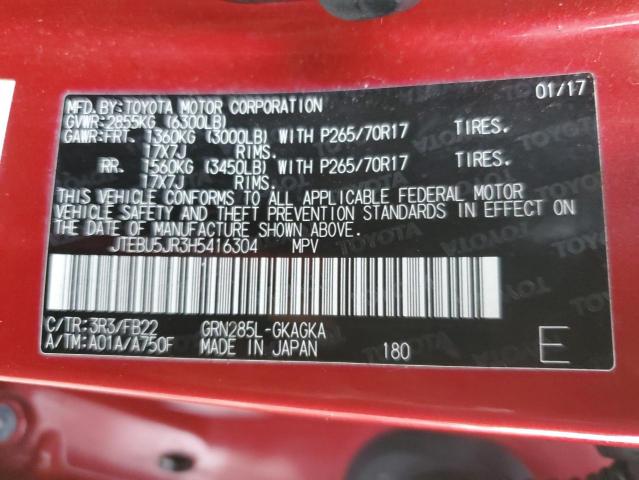 MFD.BY:TOYOTA MOTOR CORPORATION 01/17
GVWR:2855KG (6300LB)
GAWR:FRT. 1360KG (3000LB) WITH P265/70R17 TIRES.
17X7J RIMS.
RR. 1560KG (3450LB) WITH P265/70R17 TIRES.
17X7J RIMS.
THIS VEHICLE CONFORMS TO ALL APPLICABLE FEDERAL MOTOR
VEHICLE SAFETY AND THEFT PREVENTION STANDARDS IN EFFECT ON
THE DATE OF MANUFACTURE SHOWN ABOVE.
JTEBU5JR3H5416304 MPV
C/TR:3R3/FB22 GRN285L-GKAGKA
A/TM:A01A/A750F MADE IN JAPAN 180 E